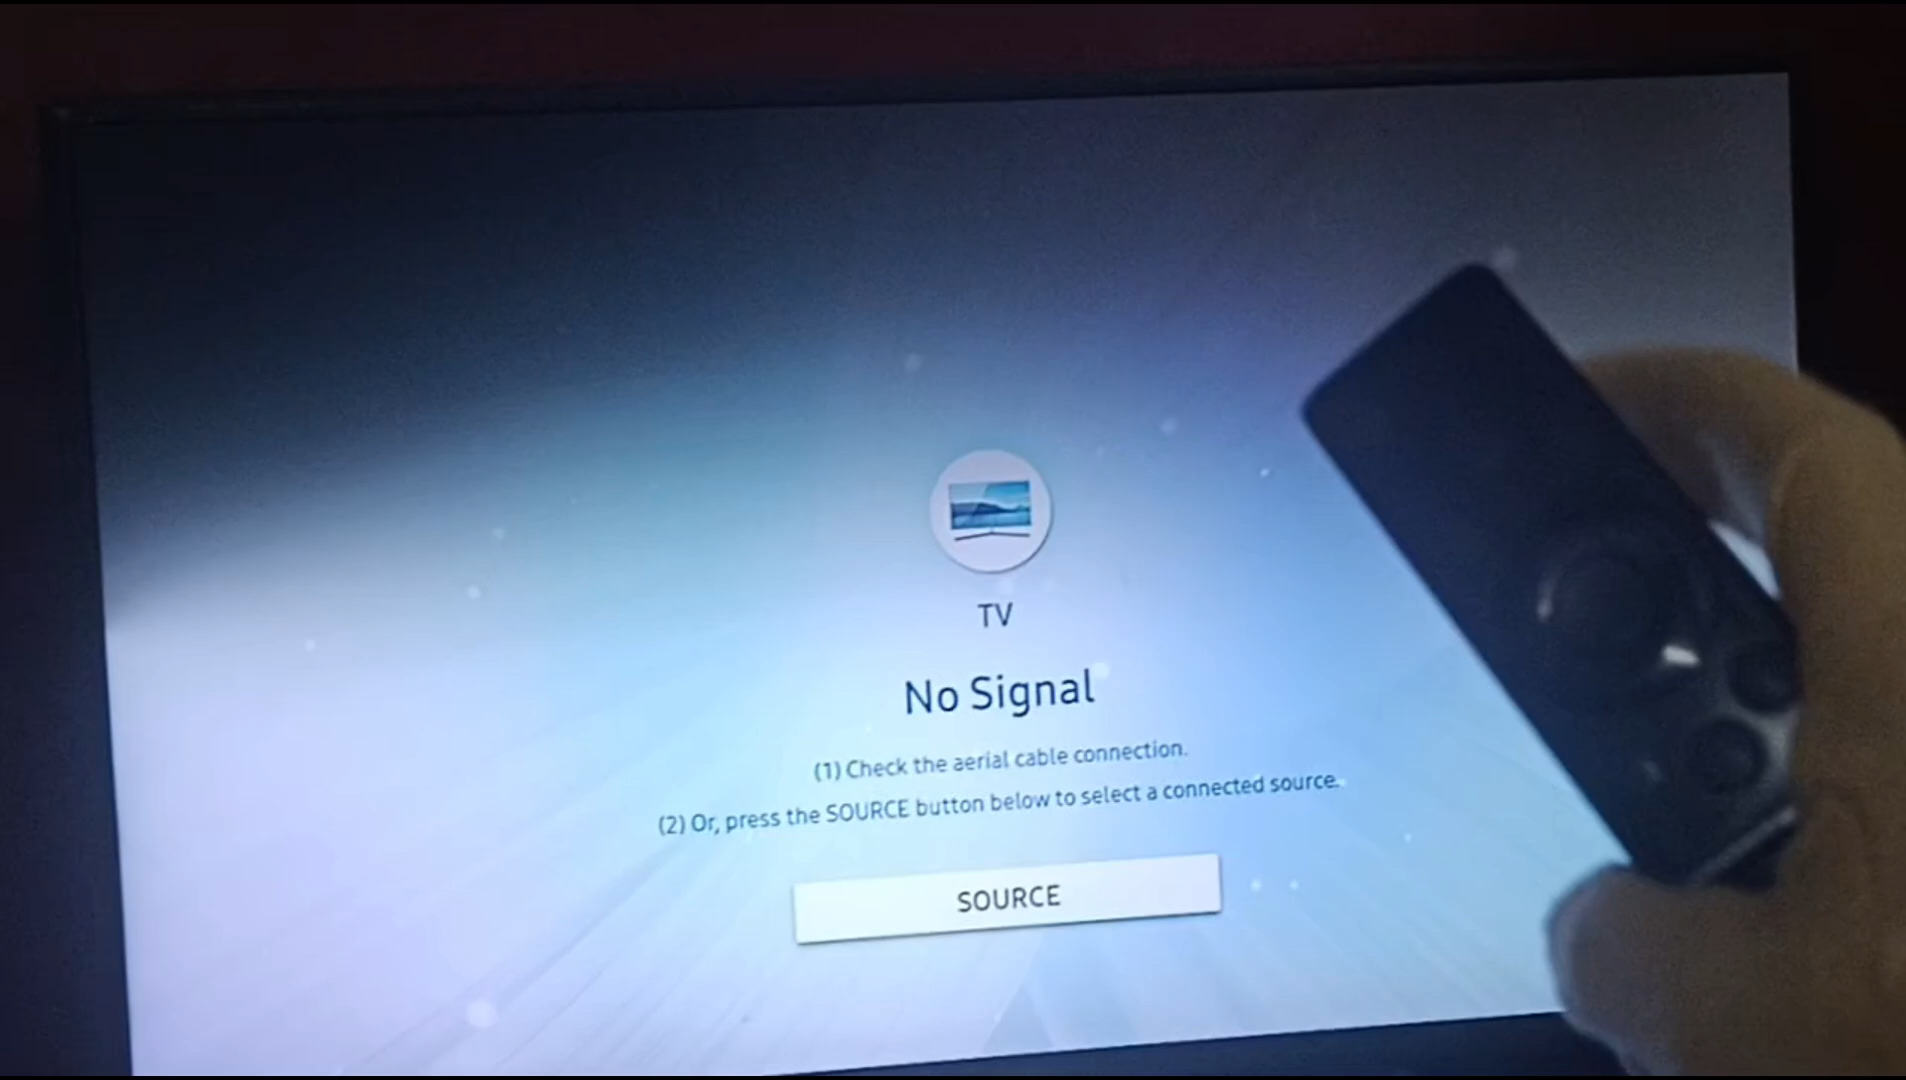 TV
No Signal
(1) Check the aerial cable connection.
(2) Or, press the SOURCE button below to select a connected source.
SOURCE